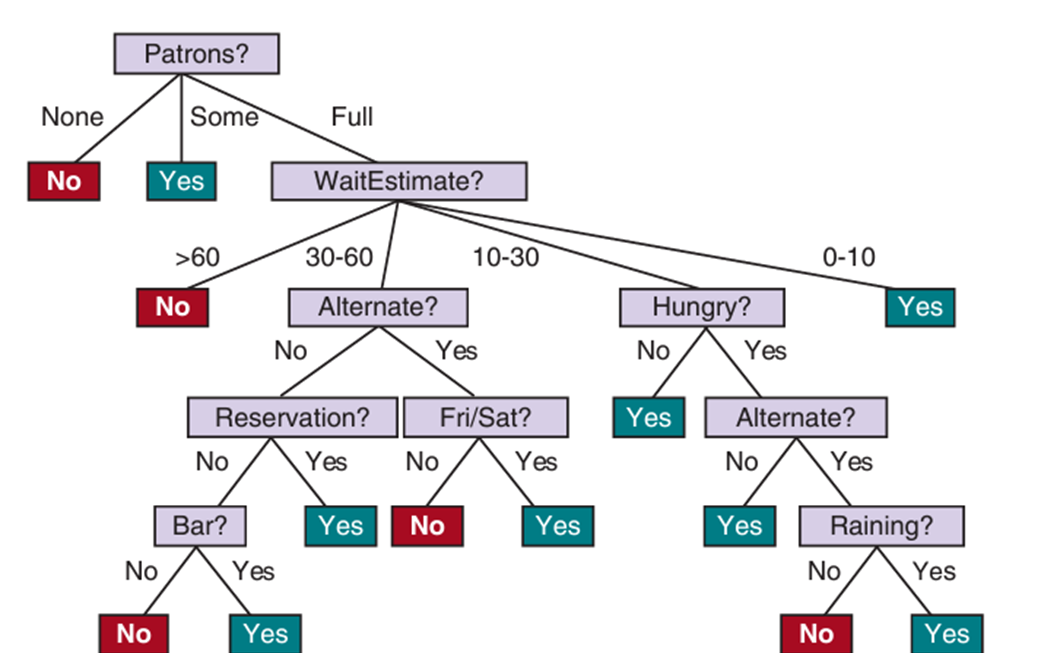 Patrons?
None Some Full
No Yes WaitEstimate?
>60 30-60 10-30 0-10
No Alternate? Hungry? Yes
No Yes No Yes
Reservation? Fri/Sat? Yes Alternate?
No Yes No Yes No Yes
Bar? Yes No Yes Yes Raining?
No Yes No Yes
No Yes No Yes